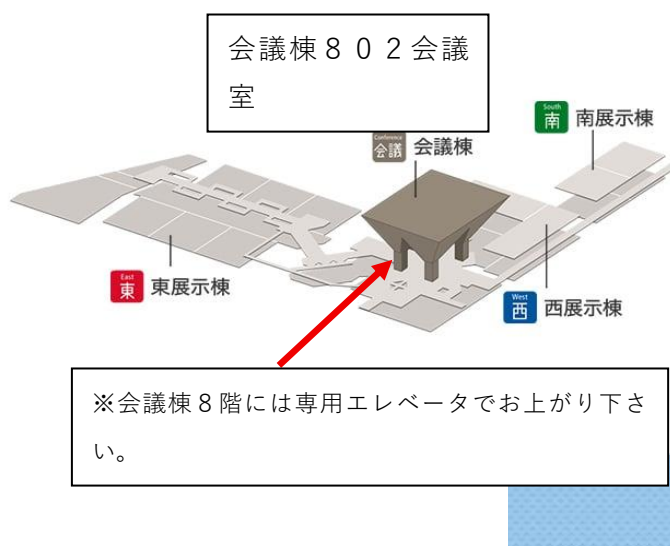 会議棟８０２会議
室
South
南 南展示棟
Conference
会議 会議棟
East
東 東展示棟
West
西 西展示棟
※会議棟８階には専用エレベータでお上がり下さ
い。